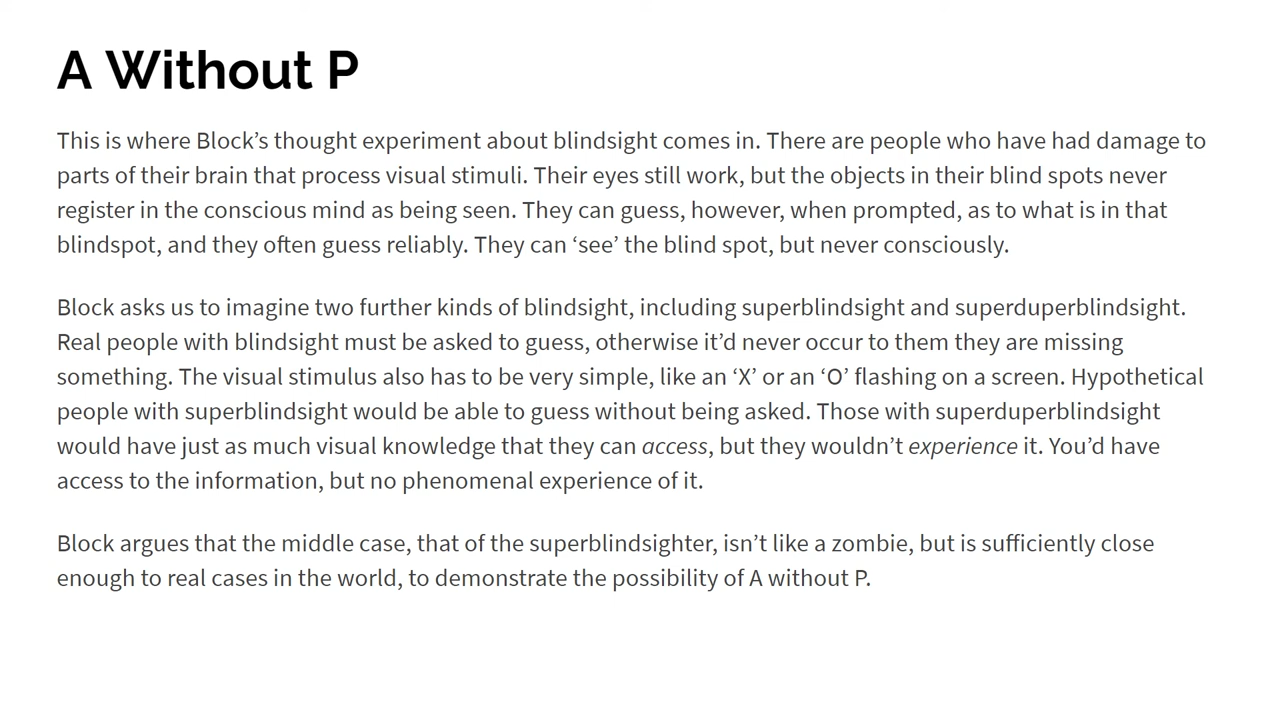 A Without P
This is where Block’s thought experiment about blindsight comes in. There are people who have had damage to
parts of their brain that process visual stimuli. Their eyes still work, but the objects in their blind spots never
register in the conscious mind as being seen. They can guess, however, when prompted, as to what is in that
blindspot, and they often guess reliably. They can ‘see’ the blind spot, but never consciously.
Block asks us to imagine two further kinds of blindsight, including superblindsight and superduperblindsight.
Real people with blindsight must be asked to guess, otherwise it’d never occur to them they are missing
something. The visual stimulus also has to be very simple, like an ‘X’ or an ‘O’ flashing on a screen. Hypothetical
people with superblindsight would be able to guess without being asked. Those with superduperblindsight
would have just as much visual knowledge that they can access, but they wouldn’t experience it. You’d have
access to the information, but no phenomenal experience of it.
Block argues that the middle case, that of the superblindsighter, isn’t like a zombie, but is sufficiently close
enough to real cases in the world, to demonstrate the possibility of A without P.